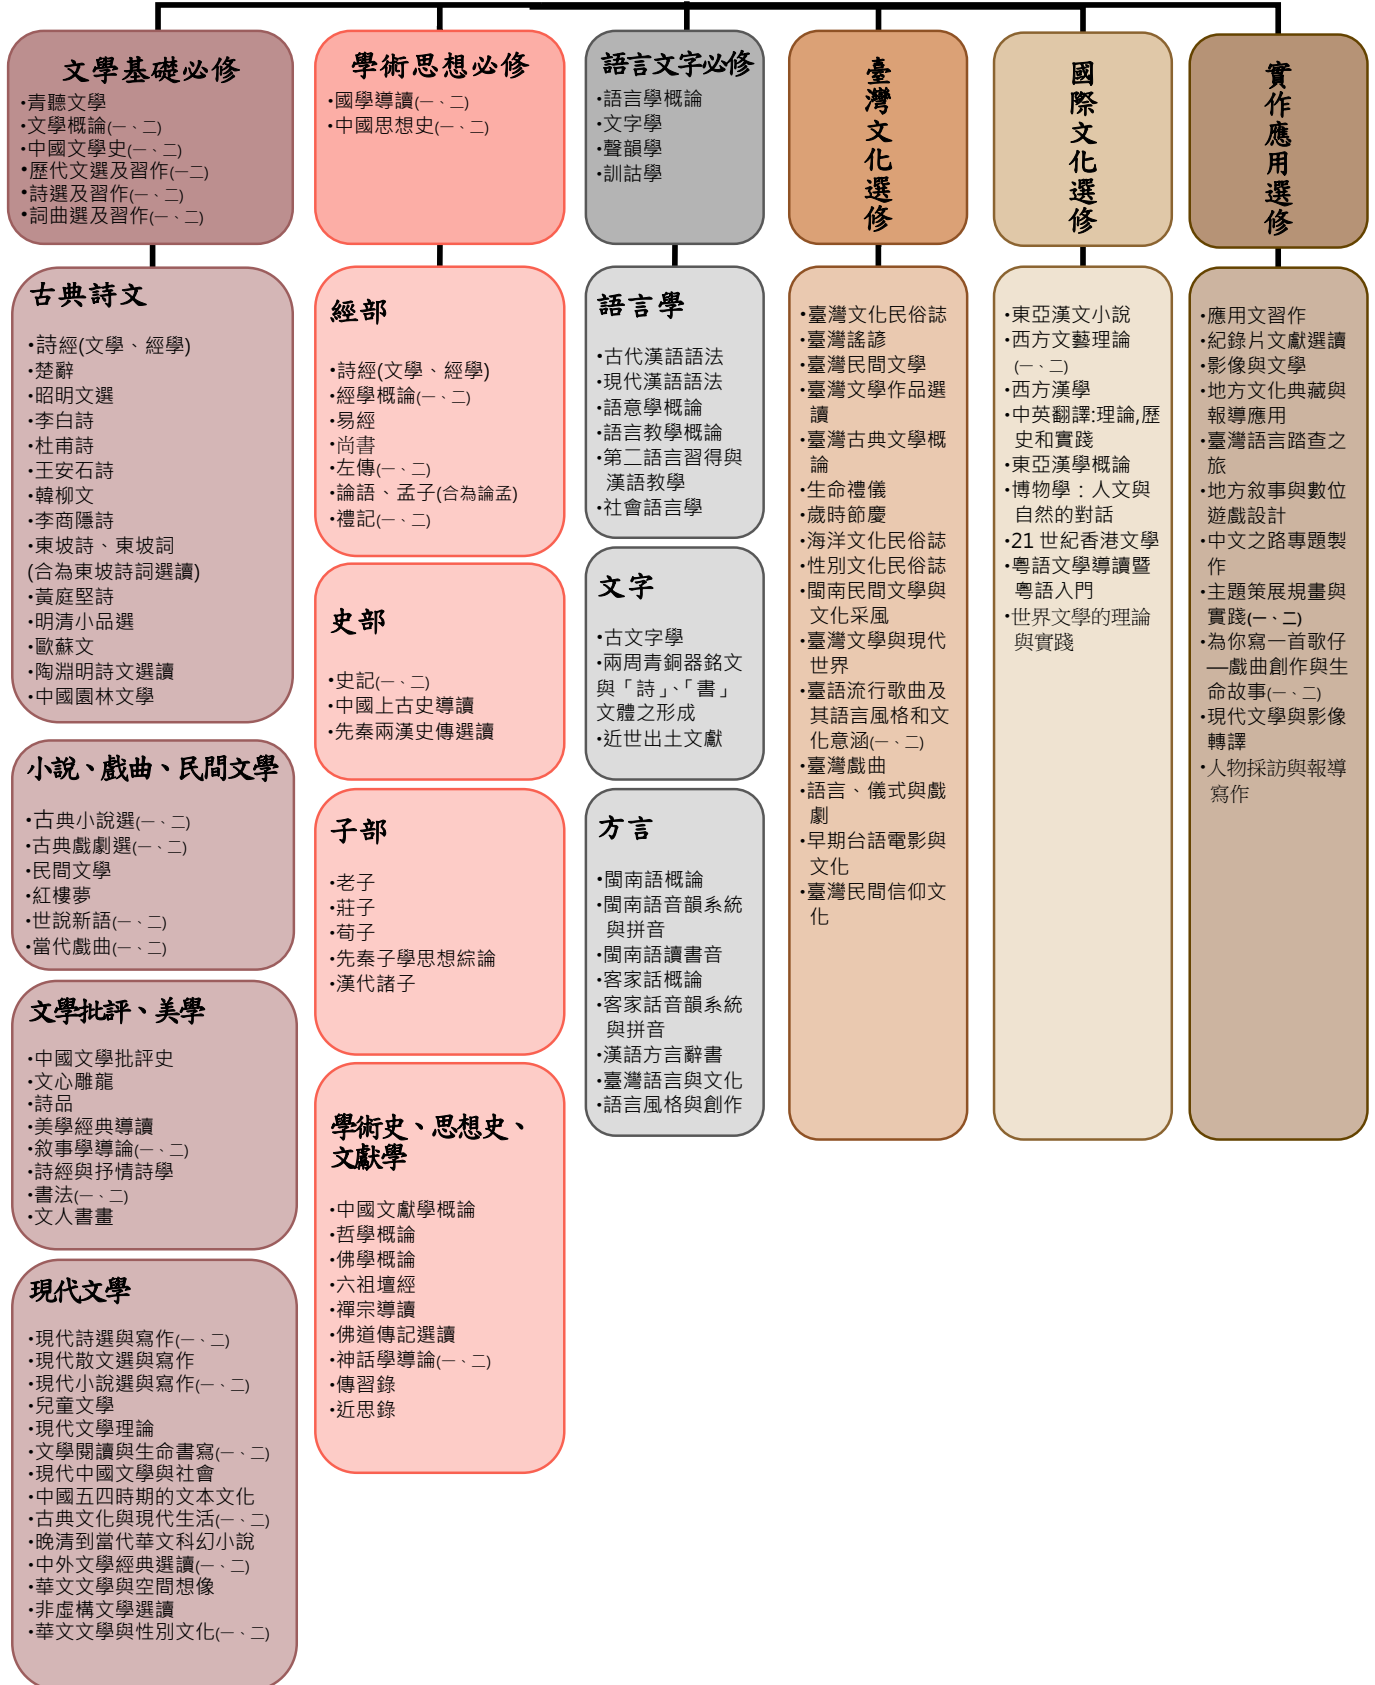 文學基礎必修
•青聽文學
•文學概論(一、二)
•中國文學史(一、二)
•歷代文選及習作(一二)
•詩選及習作(一、二)
•詞曲選及習作(一、二)
古典詩文
•詩經(文學、經學)
•楚辭
•昭明文選
•李白詩
•杜甫詩
•王安石詩
•韓柳文
•李商隱詩
•東坡詩、東坡詞
(合為東坡詩詞選讀)
•黃庭堅詩
•明清小品選
•歐蘇文
•陶淵明詩文選讀
•中國園林文學
小說、戲曲、民間文學
•古典小說選(一、二)
•古典戲劇選(一、二)
•民間文學
•紅樓夢
•世說新語(一、二)
•當代戲曲(一、二)
文學批評、美學
•中國文學批評史
•文心雕龍
•詩品
•美學經典導讀
•敘事學導論(一、二)
•詩經與抒情詩學
•書法(一、二)
•文人書畫
現代文學
•現代詩選與寫作(一、二)
•現代散文選與寫作
•現代小說選與寫作(一、二)
•兒童文學
•現代文學理論
•文學閱讀與生命書寫(一、二)
•現代中國文學與社會
•中國五四時期的文本文化
•古典文化與現代生活(一、二)
•晚清到當代華文科幻小說
•中外文學經典選讀(一、二)
•華文文學與空間想像
•非虛構文學選讀
•華文文學與性別文化(一、二)
學術思想必修
•國學導讀(一、二)
•中國思想史(一、二)
經部
•詩經(文學、經學)
•經學概論(一、二)
•易經
•尚書
•左傳(一、二)
•論語、孟子(合為論孟)
•禮記(一、二)
史部
•史記(一、二)
•中國上古史導讀
•先秦兩漢史傳選讀
子部
•老子
•莊子
•荀子
•先秦子學思想綜論
•漢代諸子
學術史、思想史、
文獻學
•中國文獻學概論
•哲學概論
•佛學概論
•六祖壇經
•禪宗導讀
•佛道傳記選讀
•神話學導論(一、二)
•傳習錄
•近思錄
語言文字必修
•語言學概論
•文字學
•聲韻學
•訓詁學
語言學
•古代漢語語法
•現代漢語語法
•語意學概論
•語言教學概論
•第二語言習得與
漢語教學
•社會語言學
文字
•古文字學
•兩周青銅器銘文
與「詩」、「書」
文體之形成
•近世出土文獻
方言
•閩南語概論
•閩南語音韻系統
與拼音
•閩南語讀書音
•客家話概論
•客家話音韻系統
與拼音
•漢語方言辭書
•臺灣語言與文化
•語言風格與創作
臺灣文化選修
•臺灣文化民俗誌
•臺灣謠諺
•臺灣民間文學
•臺灣文學作品選
讀
•臺灣古典文學概
論
•生命禮儀
•歲時節慶
•海洋文化民俗誌
•性別文化民俗誌
•閩南民間文學與
文化采風
•臺灣文學與現代
世界
•臺語流行歌曲及
其語言風格和文
化意涵(一、二)
•臺灣戲曲
•語言、儀式與戲
劇
•早期台語電影與
文化
•臺灣民間信仰文
化
國際文化選修
•東亞漢文小說
•西方文藝理論
(一、二)
•西方漢學
•中英翻譯:理論,歷
史和實踐
•東亞漢學概論
•博物學：人文與
自然的對話
•21 世紀香港文學
•粵語文學導讀暨
粵語入門
•世界文學的理論
與實踐
實作應用選修
•應用文習作
•紀錄片文獻選讀
•影像與文學
•地方文化典藏與
報導應用
•臺灣語言踏查之
旅
•地方敘事與數位
遊戲設計
•中文之路專題製
作
•主題策展規畫與
實踐(一、二)
•為你寫一首歌仔
—戲曲創作與生
命故事(一、二)
•現代文學與影像
轉譯
•人物採訪與報導
寫作